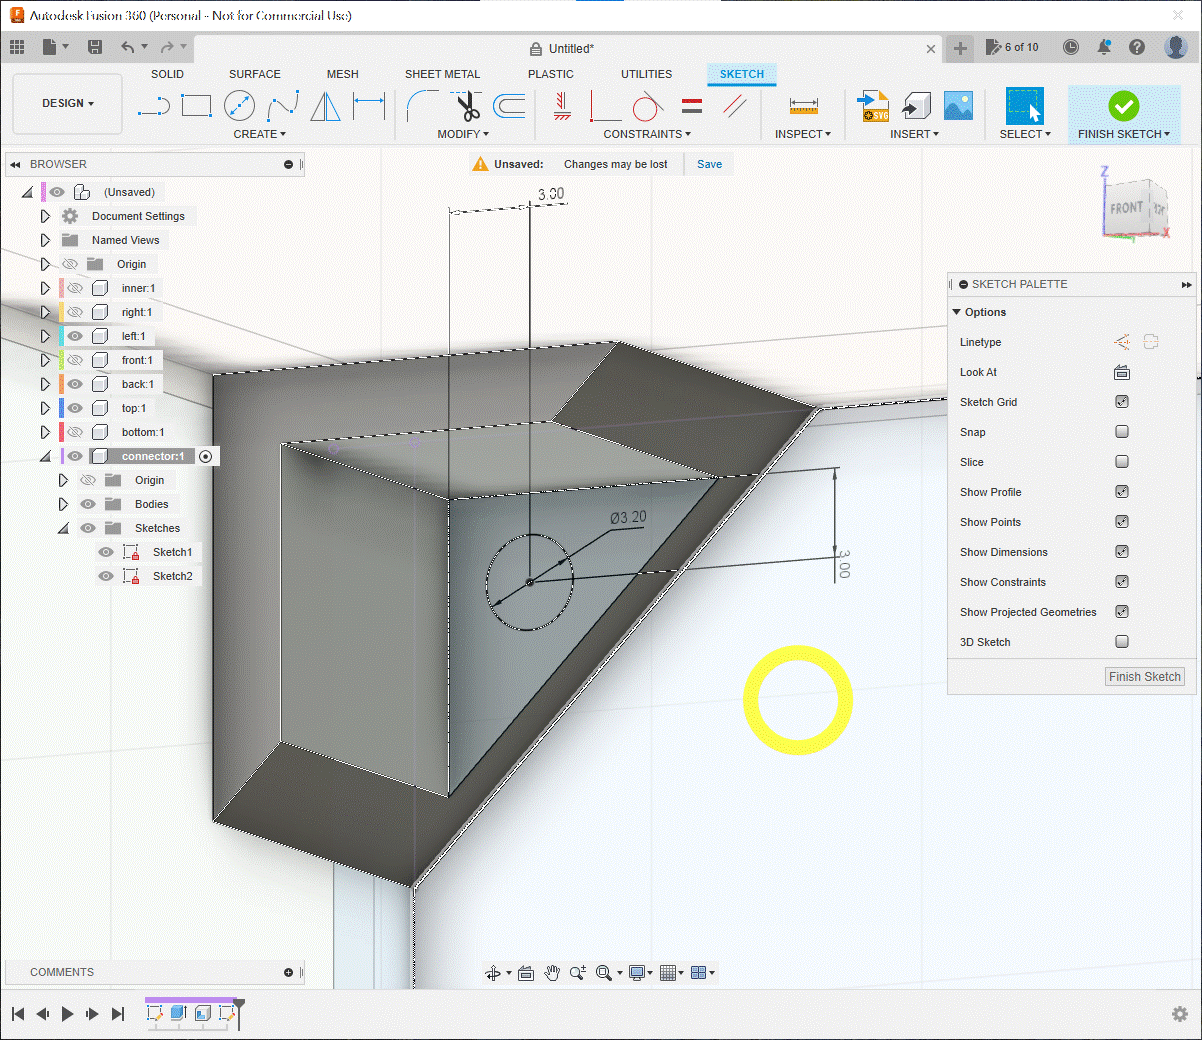 Autodesk Fusion 360 (Personal - Not for Commercial Use)
Untitled*
6 of 10
SOLID SURFACE MESH SHEET METAL PLASTIC UTILITIES SKETCH
DESIGN
CREATE MODIFY CONSTRAINTS INSPECT INSERT SELECT FINISH SKETCH
SVG
BROWSER
Unsaved: Changes may be lost Save
(Unsaved)
Document Settings
Named Views
Origin
inner:1
right:1
left:1
front:1
back:1
top:1
bottom:1
connector:1
Origin
Bodies
Sketches
Sketch1
Sketch2
3.00
Ø3.20
3.00
Z
FRONT
X
SKETCH PALETTE
Options
Linetype
Look At
Sketch Grid
Snap
Slice
Show Profile
Show Points
Show Dimensions
Show Constraints
Show Projected Geometries
3D Sketch
Finish Sketch
COMMENTS